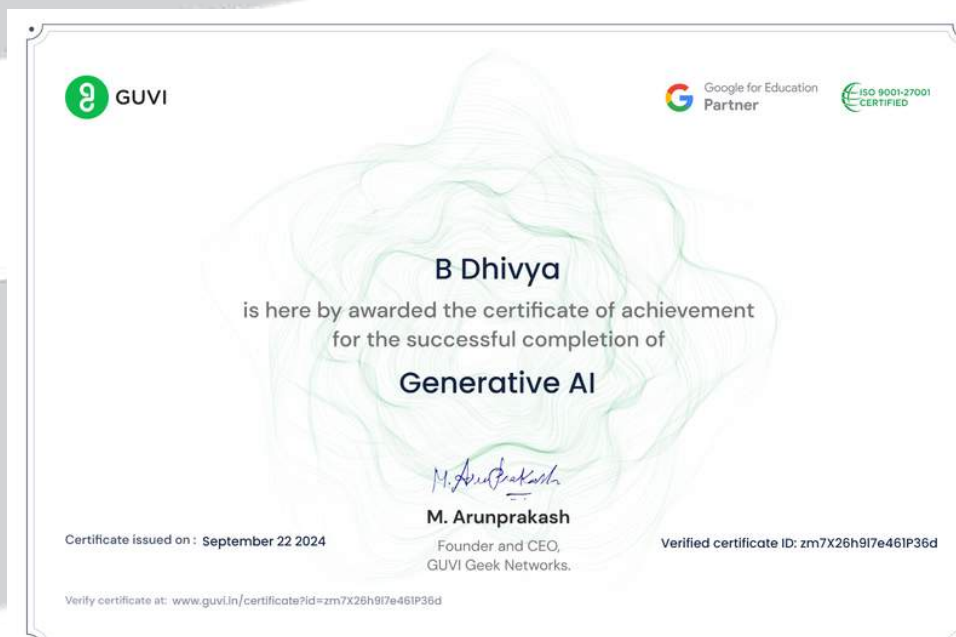 GUVI
Google for Education
Partner
ISO 9001-27001
CERTIFIED
B Dhivya
is here by awarded the certificate of achievement
for the successful completion of
Generative AI
M. Arunprakash
M. Arunprakash
Founder and CEO,
GUVI Geek Networks.
Certificate issued on : September 22 2024
Verified certificate ID: zm7X26h9l7e461P36d
Verify certificate at: www.guvi.in/certificate?id=zm7X26h9l7e461P36d